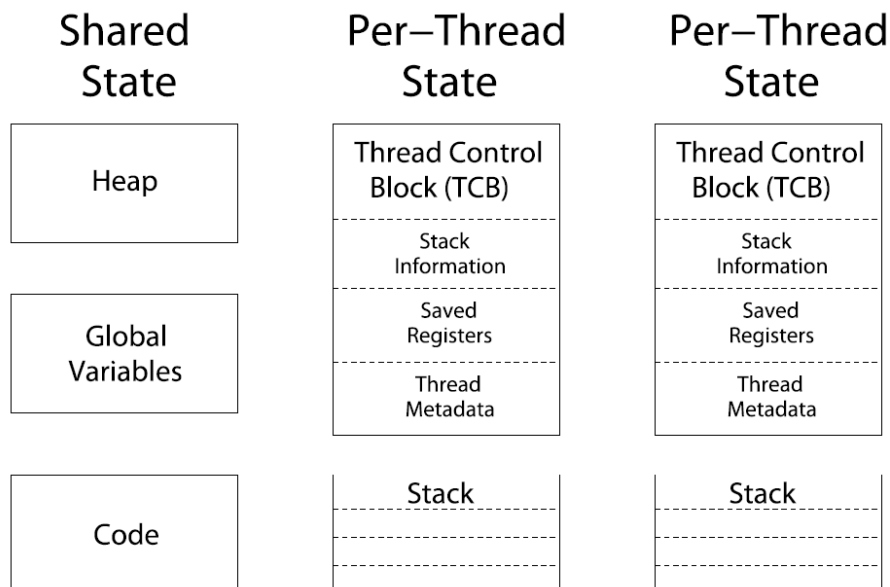 Shared
State
Heap
Global
Variables
Code
Per–Thread
State
Thread Control
Block (TCB)
Stack
Information
Saved
Registers
Thread
Metadata
Stack
Per–Thread
State
Thread Control
Block (TCB)
Stack
Information
Saved
Registers
Thread
Metadata
Stack